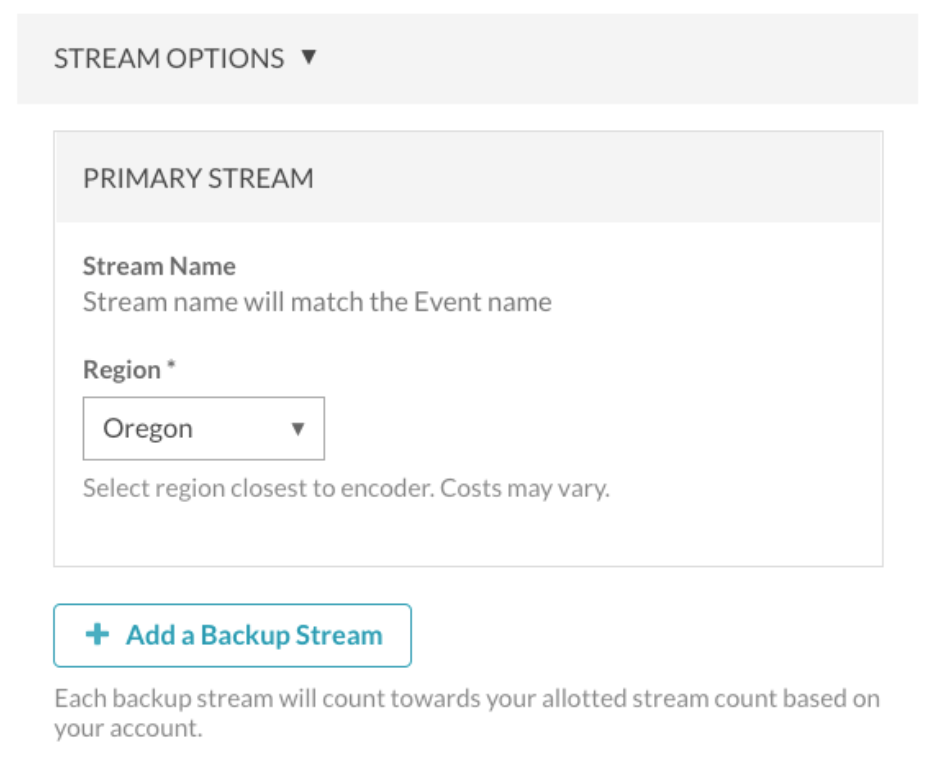 STREAM OPTIONS ▼
PRIMARY STREAM
Stream Name
Stream name will match the Event name
Region *
Oregon ▼
Select region closest to encoder. Costs may vary.
+ Add a Backup Stream
Each backup stream will count towards your allotted stream count based on
your account.